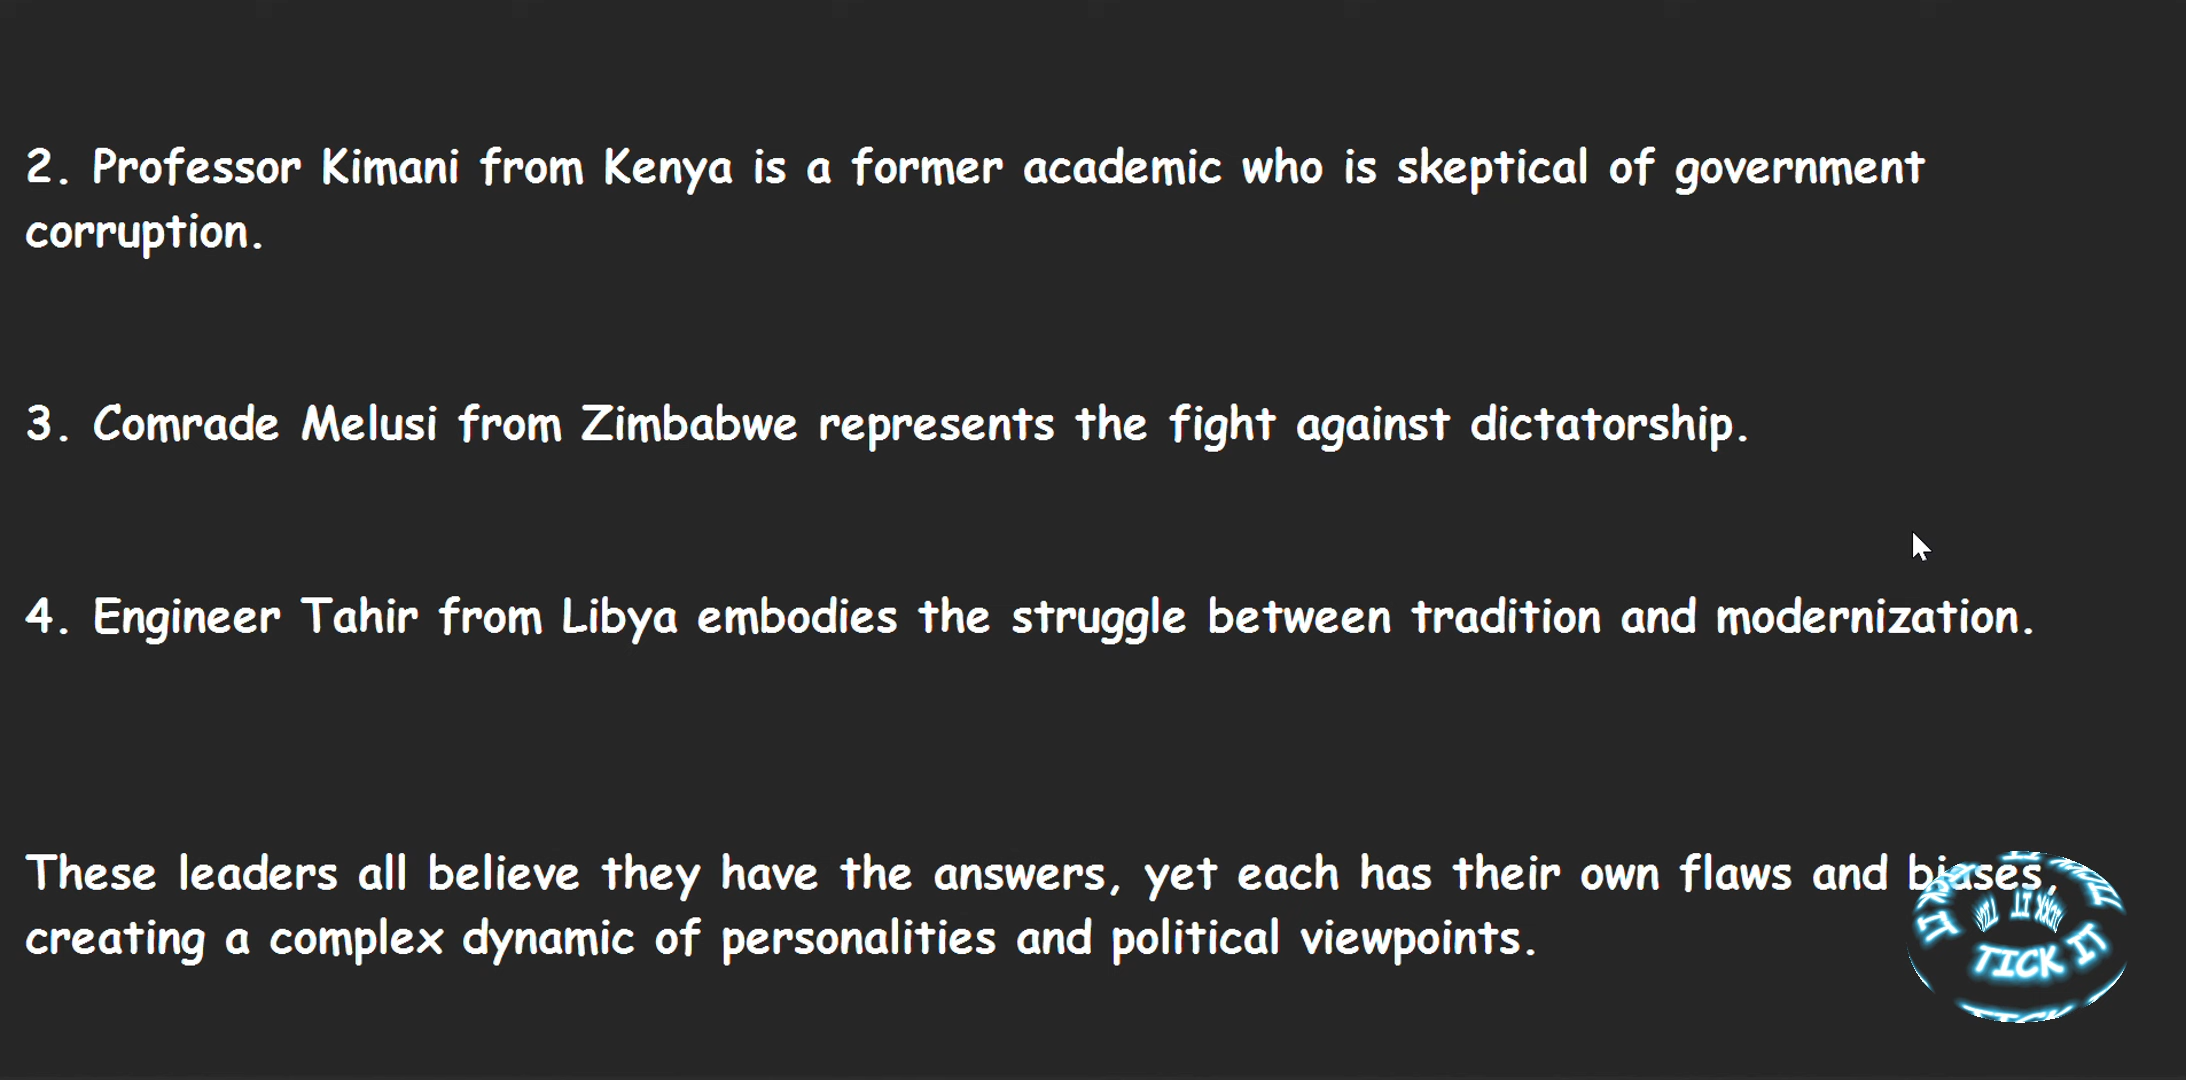 2. Professor Kimani from Kenya is a former academic who is skeptical of government
corruption.
3. Comrade Melusi from Zimbabwe represents the fight against dictatorship.
4. Engineer Tahir from Libya embodies the struggle between tradition and modernization.
These leaders all believe they have the answers, yet each has their own flaws and biases,
creating a complex dynamic of personalities and political viewpoints.
TICK IT